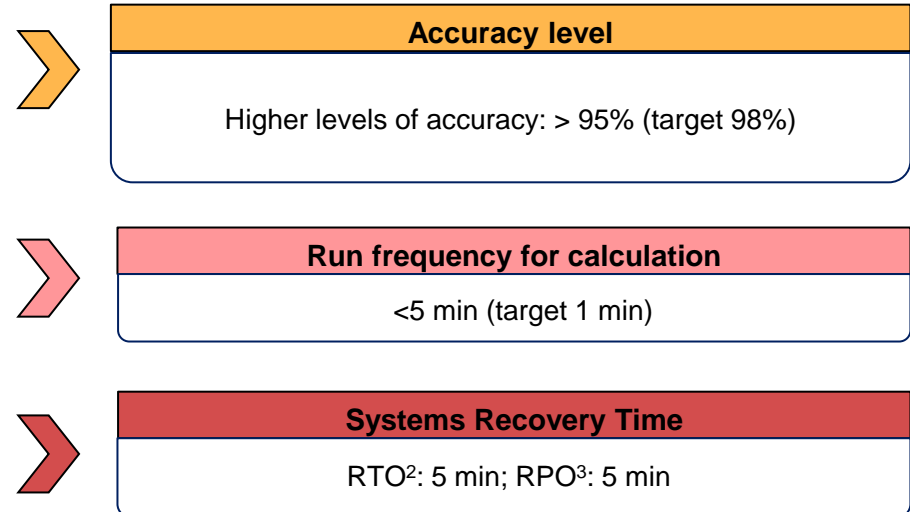 Accuracy level
Higher levels of accuracy: > 95% (target 98%)
Run frequency for calculation
<5 min (target 1 min)
Systems Recovery Time
RTO²: 5 min; RPO³: 5 min